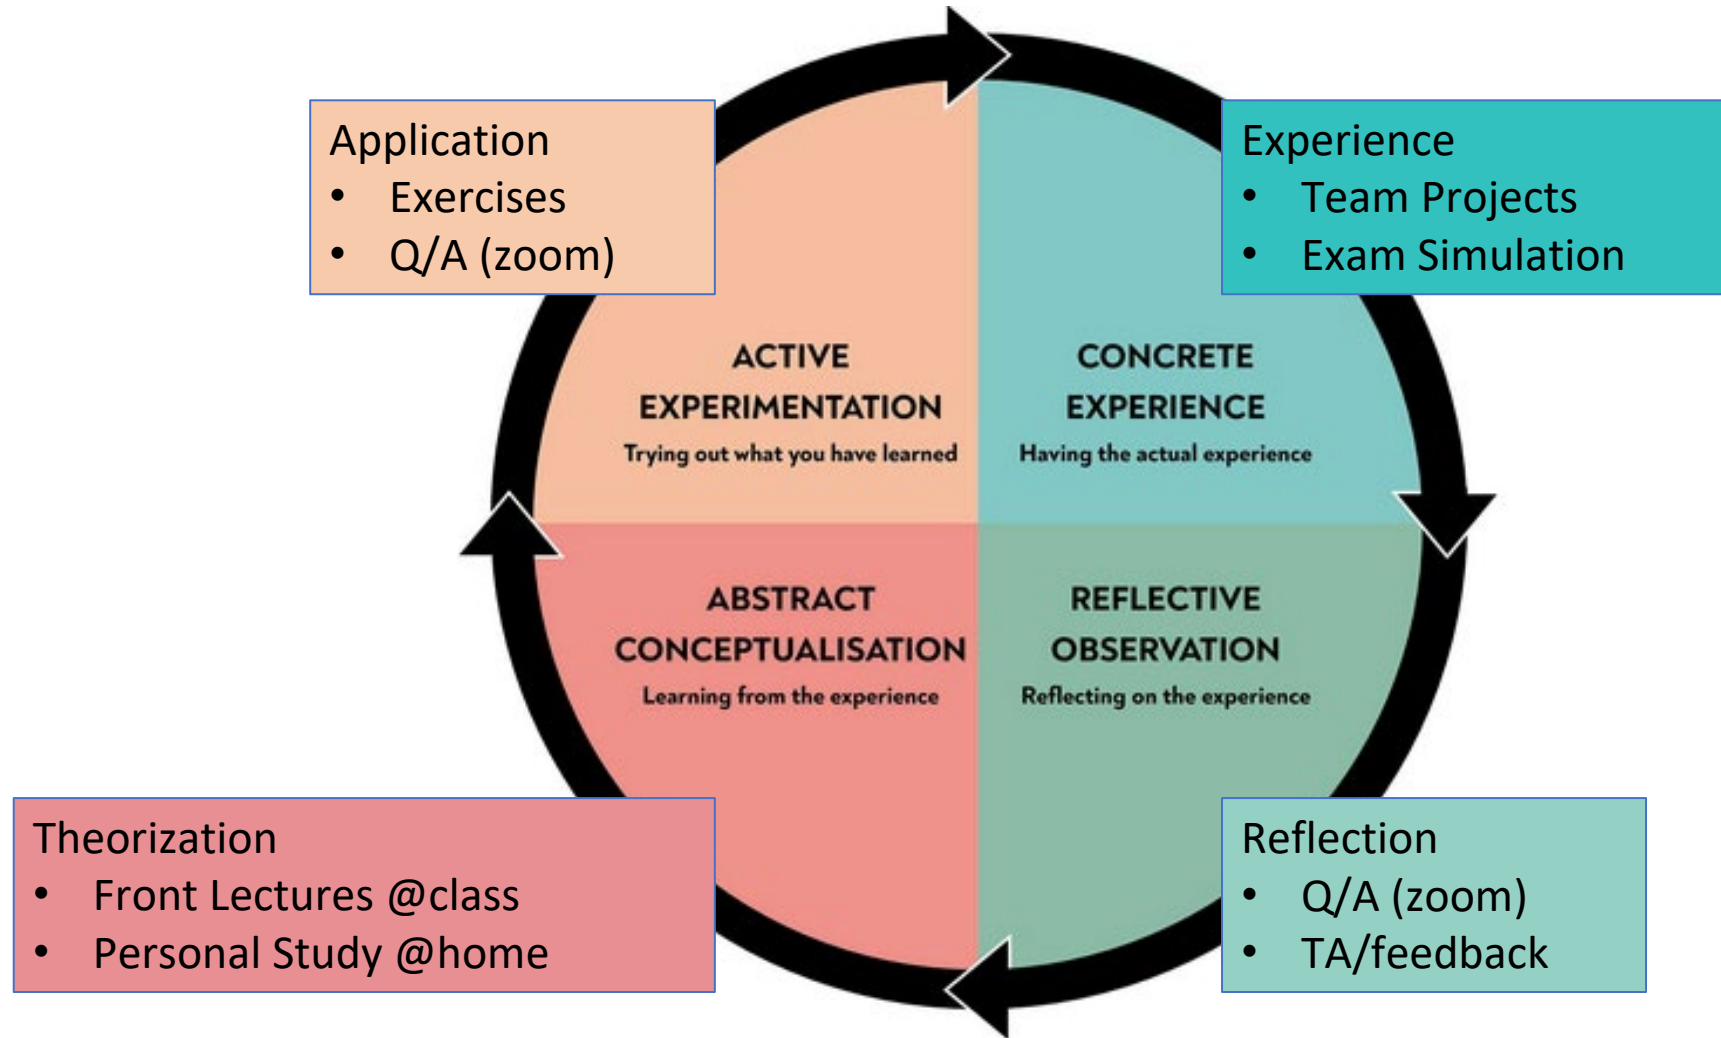 Application
• Exercises
• Q/A (zoom)
Experience
• Team Projects
• Exam Simulation
ACTIVE
EXPERIMENTATION
Trying out what you have learned
CONCRETE
EXPERIENCE
Having the actual experience
ABSTRACT
CONCEPTUALISATION
Learning from the experience
REFLECTIVE
OBSERVATION
Reflecting on the experience
Theorization
• Front Lectures @class
• Personal Study @home
Reflection
• Q/A (zoom)
• TA/feedback